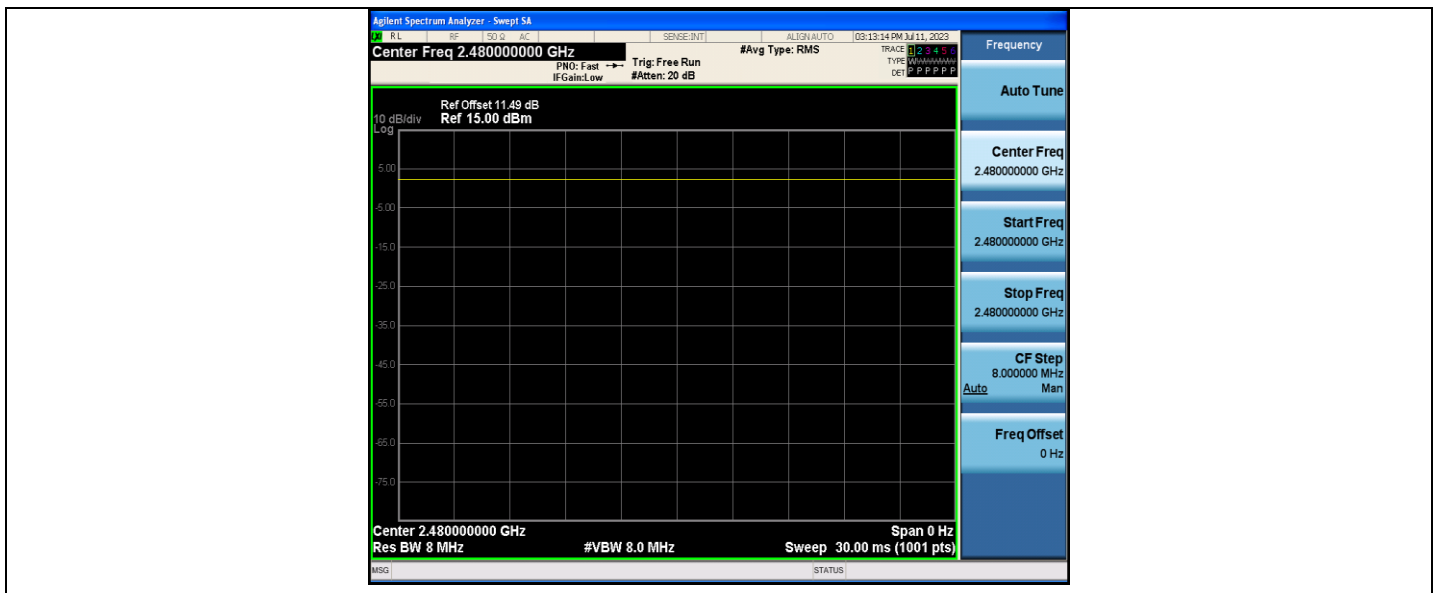 Agilent Spectrum Analyzer - Swept SA
LXI RL RF 50 Ω AC SENSE:INT ALIGN AUTO 03:13:14 PM Jul 11, 2023
Center Freq 2.480000000 GHz
PNO: Fast
IFGain:Low
Trig: Free Run
#Atten: 20 dB
#Avg Type: RMS
TRACE 1 2 3 4 5 6
TYPE WWWWWW
DET P P P P P P
Ref Offset 11.49 dB
10 dB/div Ref 15.00 dBm
Log
5.00
-5.00
-15.0
-25.0
-35.0
-45.0
-55.0
-65.0
-75.0
Center 2.480000000 GHz Span 0 Hz
Res BW 8 MHz #VBW 8.0 MHz Sweep 30.00 ms (1001 pts)
MSG STATUS
Frequency
Auto Tune
Center Freq
2.480000000 GHz
Start Freq
2.480000000 GHz
Stop Freq
2.480000000 GHz
CF Step
8.000000 MHz
Auto Man
Freq Offset
0 Hz